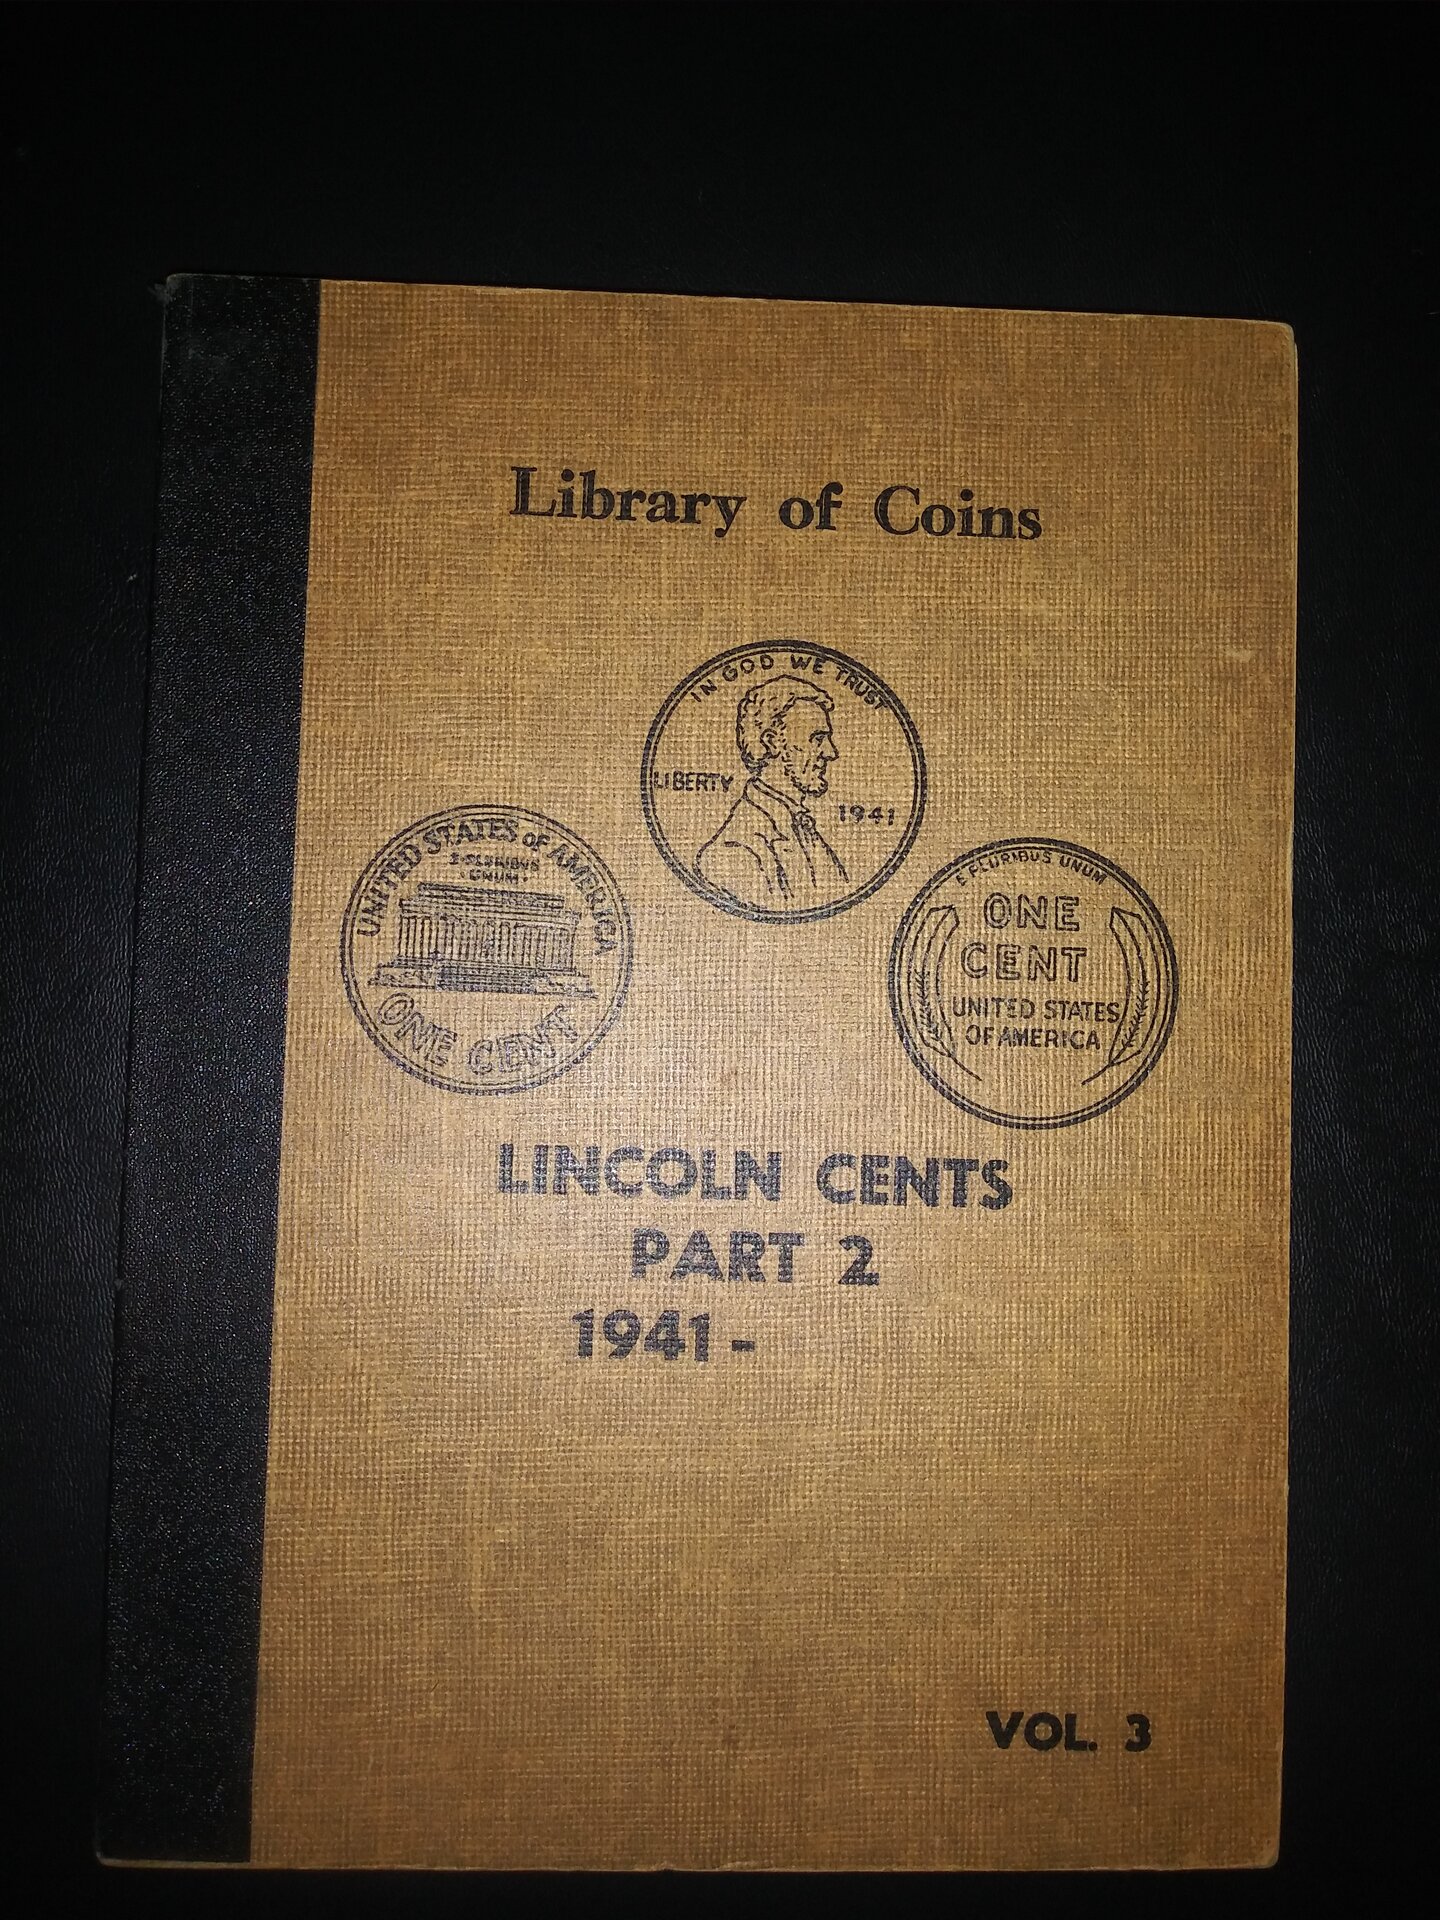 Library of Coins
IN GOD WE TRUST
LIBERTY
1941
UNITED STATES OF AMERICA
E PLURIBUS
UNUM
ONE CENT
E PLURIBUS UNUM
ONE
CENT
UNITED STATES
OF AMERICA
LINCOLN CENTS
PART 2
1941-
VOL. 3